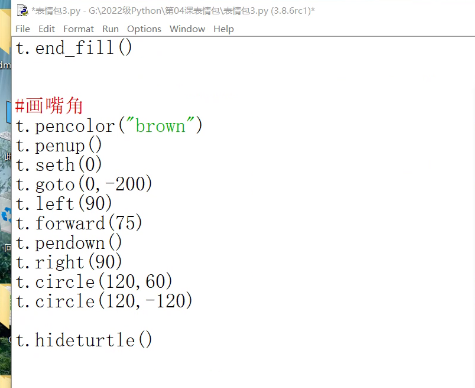 *表情包3.py - G:\2022级Python\第04课表情包\表情包3.py (3.8.6rc1)*
File Edit Format Run Options Window Help
t.end_fill()
#画嘴角
t.pencolor("brown")
t.penup()
t.seth(0)
t.goto(0,-200)
t.left(90)
t.forward(75)
t.pendown()
t.right(90)
t.circle(120,60)
t.circle(120,-120)
t.hideturtle()